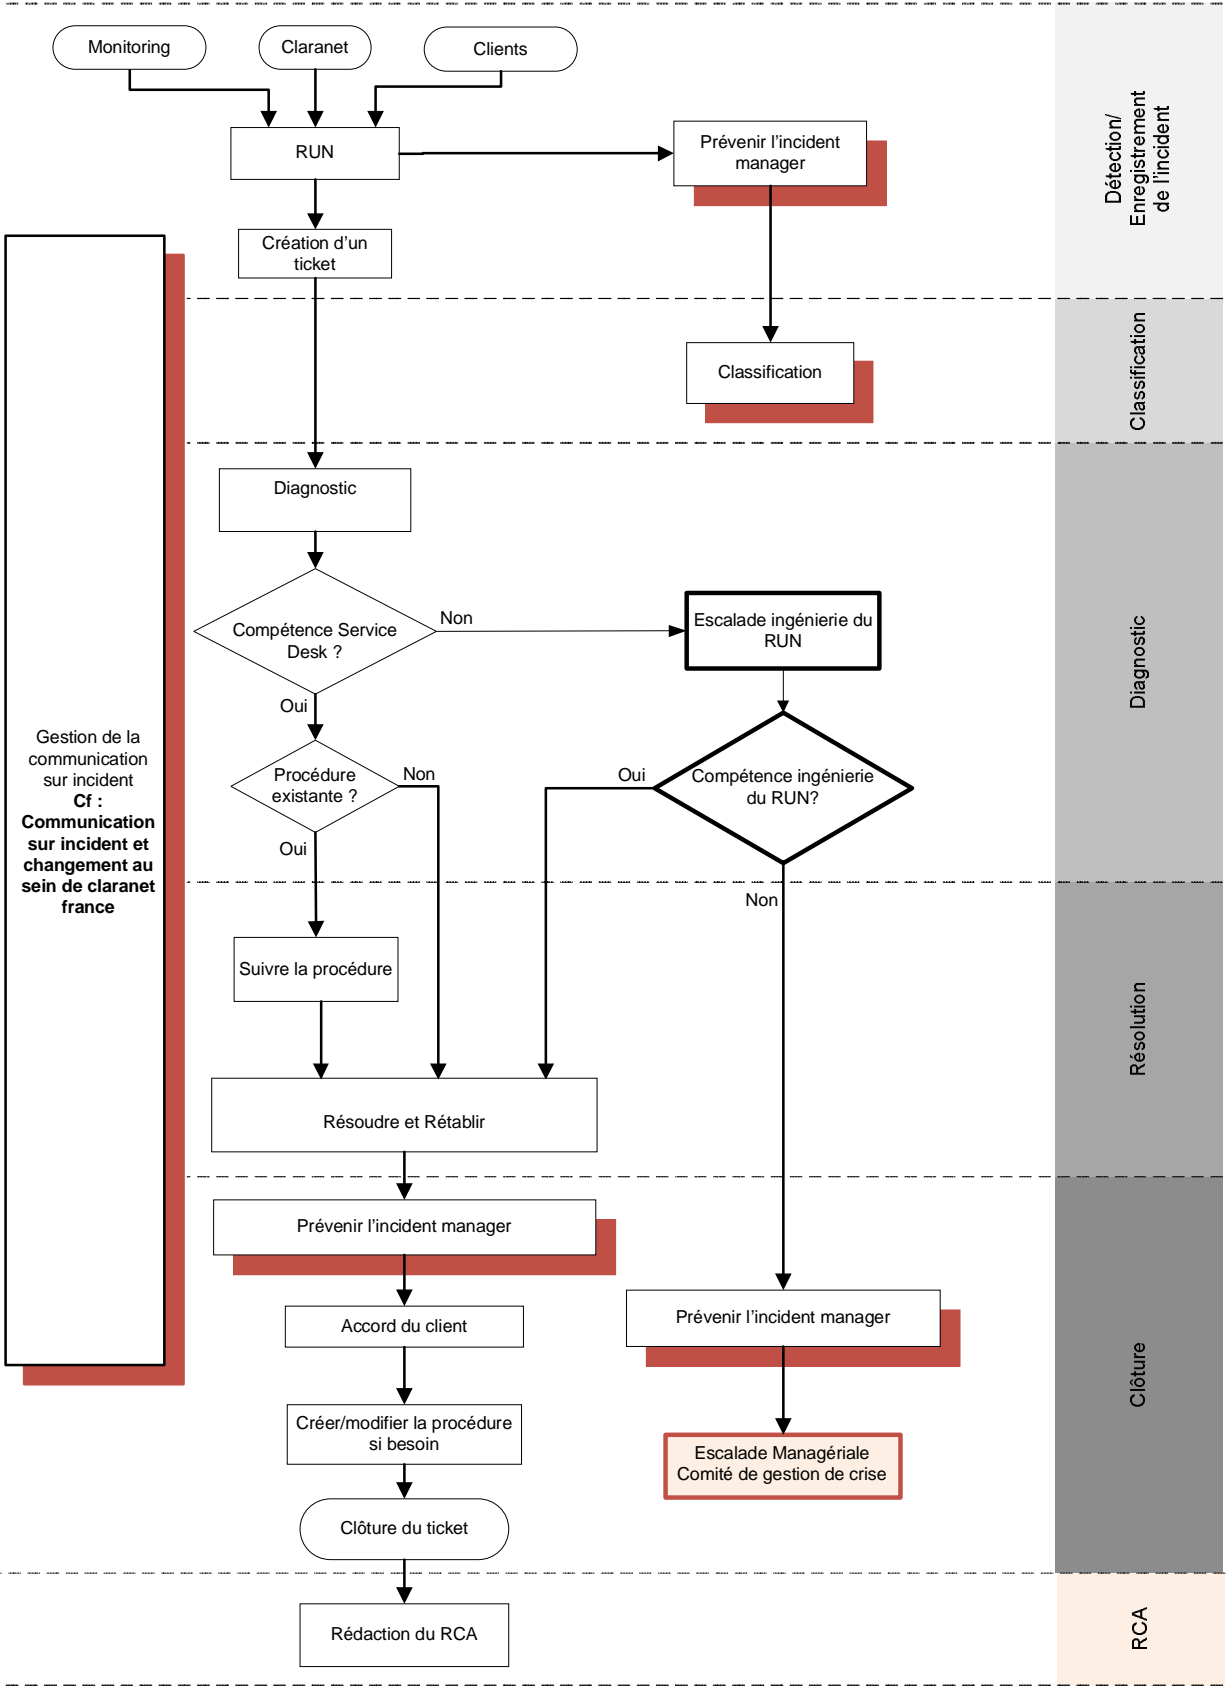 Monitoring
Claranet
Clients
RUN
Prévenir l'incident
manager
Création d'un
ticket
Détection/
Enregistrement
de l'incident
Classification
Classification
Diagnostic
Compétence Service
Desk ?
Non
Escalade ingénierie du
RUN
Diagnostic
Oui
Procédure
existante ?
Non
Oui
Compétence ingénierie
du RUN?
Oui
Non
Gestion de la
communication
sur incident
Cf :
Communication
sur incident et
changement au
sein de claranet
france
Suivre la procédure
Résolution
Résoudre et Rétablir
Prévenir l'incident manager
Accord du client
Prévenir l'incident manager
Clôture
Créer/modifier la procédure
si besoin
Escalade Managériale
Comité de gestion de crise
Clôture du ticket
Rédaction du RCA
RCA